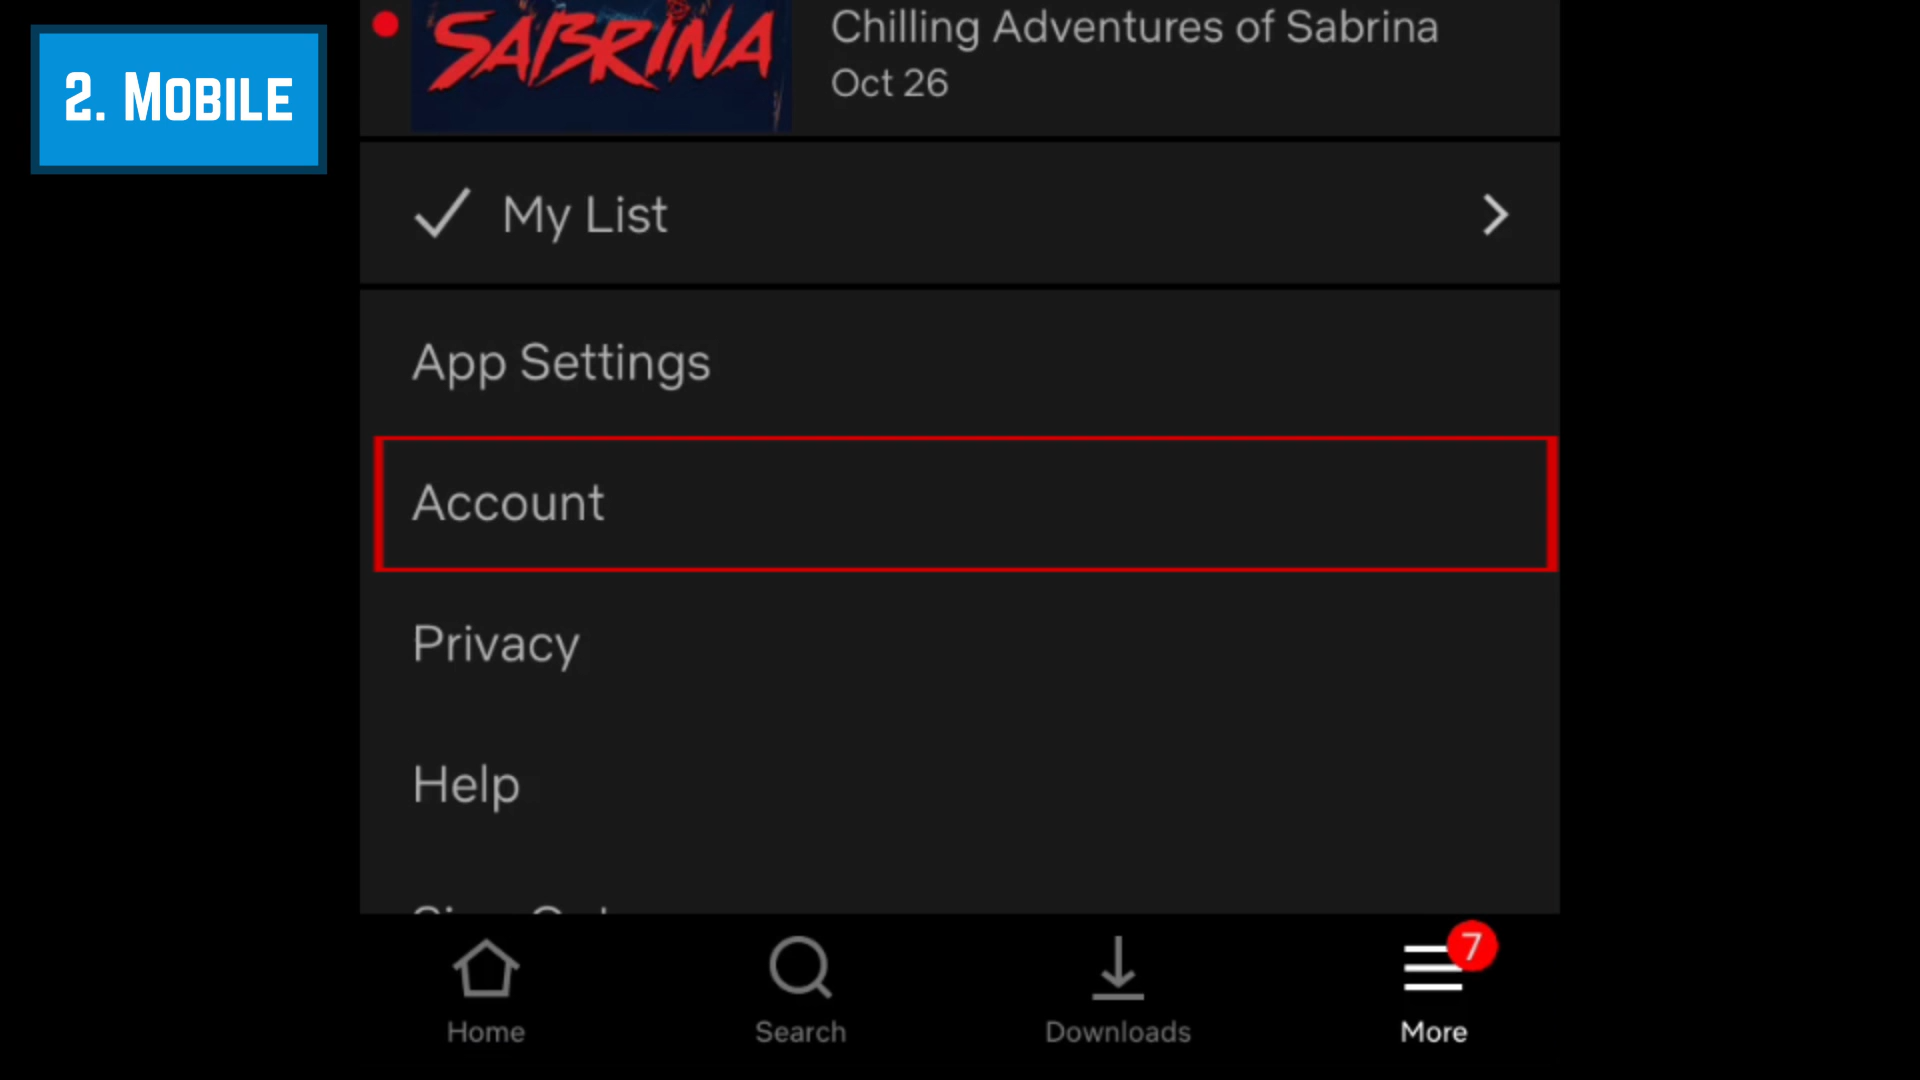 2. MOBILE
SABRINA
Chilling Adventures of Sabrina
Oct 26
My List
App Settings
Account
Privacy
Help
7
Home
Search
Downloads
More